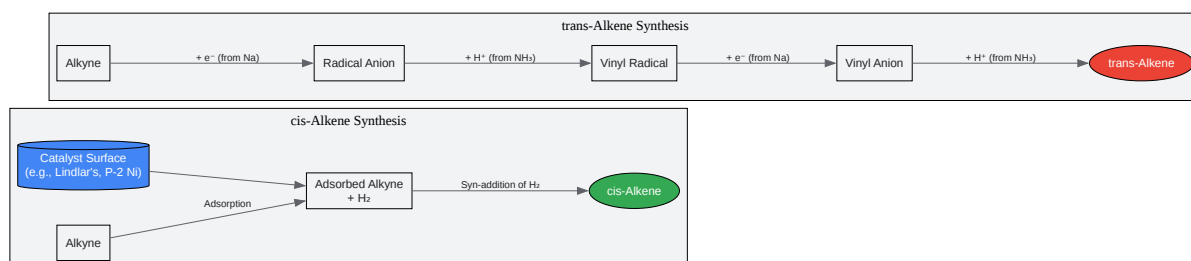 trans-Alkene Synthesis
Alkyne
+ e⁻ (from Na)
Radical Anion
+ H⁺ (from NH₃)
Vinyl Radical
+ e⁻ (from Na)
Vinyl Anion
+ H⁺ (from NH₃)
trans-Alkene
cis-Alkene Synthesis
Catalyst Surface
(e.g., Lindlar's, P-2 Ni)
Adsorbed Alkyne
+ H₂
Syn-addition of H₂
cis-Alkene
Adsorption
Alkyne